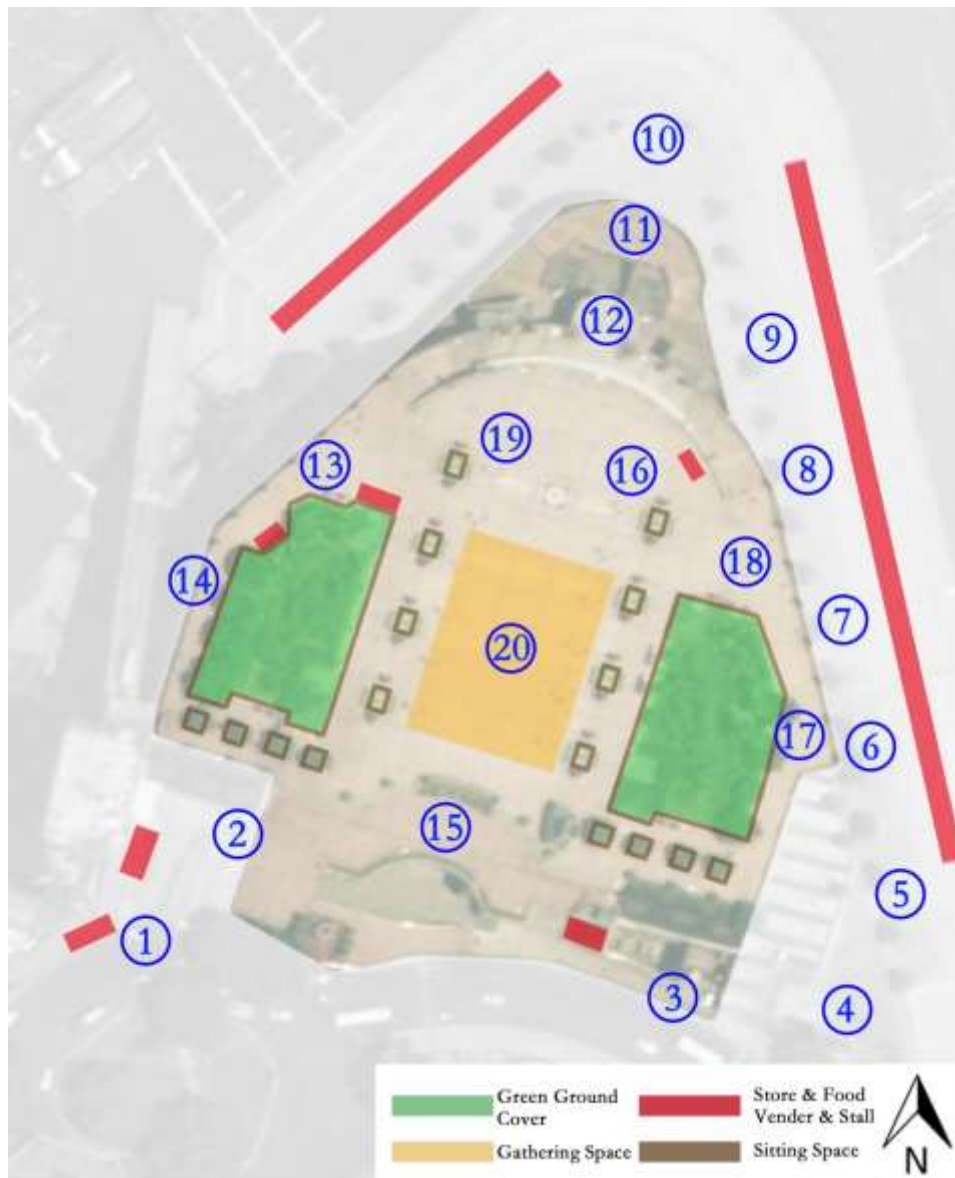 10
11
12
9
19
13
16
8
18
14
7
20
17
6
2
15
5
1
3
4
Green Ground
Cover
Store & Food
Vender & Stall
Gathering Space
Sitting Space
N